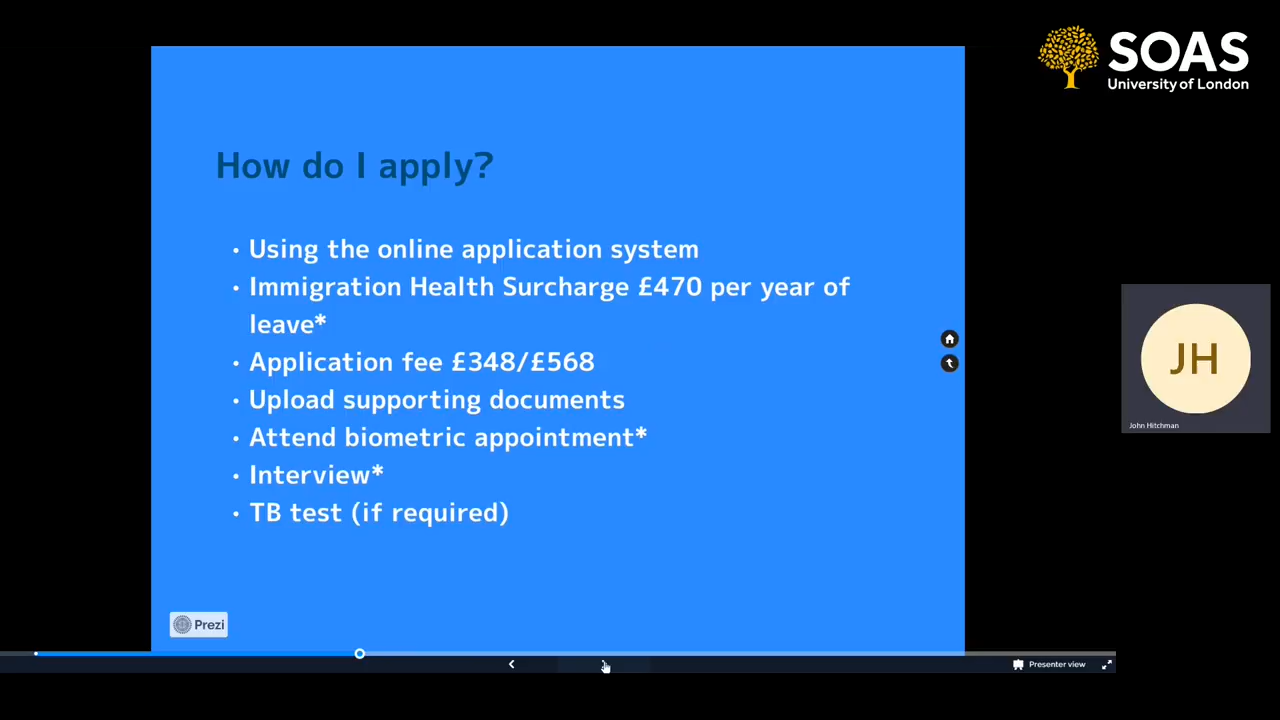 SOAS
University of London
How do I apply?
• Using the online application system
• Immigration Health Surcharge £470 per year of
leave*
• Application fee £348/£568
• Upload supporting documents
• Attend biometric appointment*
• Interview*
• TB test (if required)
JH
John Hitchman
Prezi
Presenter view